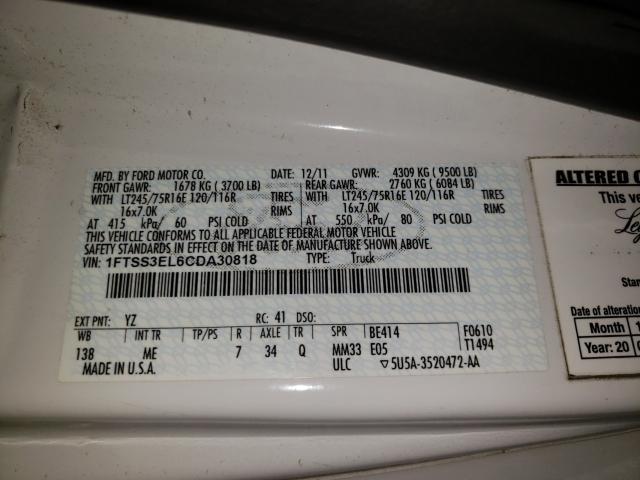 MFD. BY FORD MOTOR CO. DATE: 12/11 GVWR: 4309 KG ( 9500 LB)
FRONT GAWR: 1678 KG ( 3700 LB) REAR GAWR: 2760 KG ( 6084 LB)
WITH LT245/75R16E 120/116R TIRES WITH LT245/75R16E 120/116R TIRES
16x7.0K RIMS 16x7.0K RIMS
AT 415 kPa/ 60 PSI COLD AT 550 kPa/ 80 PSI COLD
THIS VEHICLE CONFORMS TO ALL APPLICABLE FEDERAL MOTOR VEHICLE
SAFETY STANDARDS IN EFFECT ON THE DATE OF MANUFACTURE SHOWN ABOVE.
VIN: 1FTSS3EL6CDA30818 TYPE: Truck
EXT PNT: YZ RC: 41 DSO:
WB INT TR TP/PS R AXLE TR SPR BE414 F0610
138 ME 7 34 Q MM33 E05 T1494
MADE IN U.S.A. ULC ▽5U5A-3520472-AA
ALTERED
This ve
Star
Date of alteration
Month 1
Year: 20 0